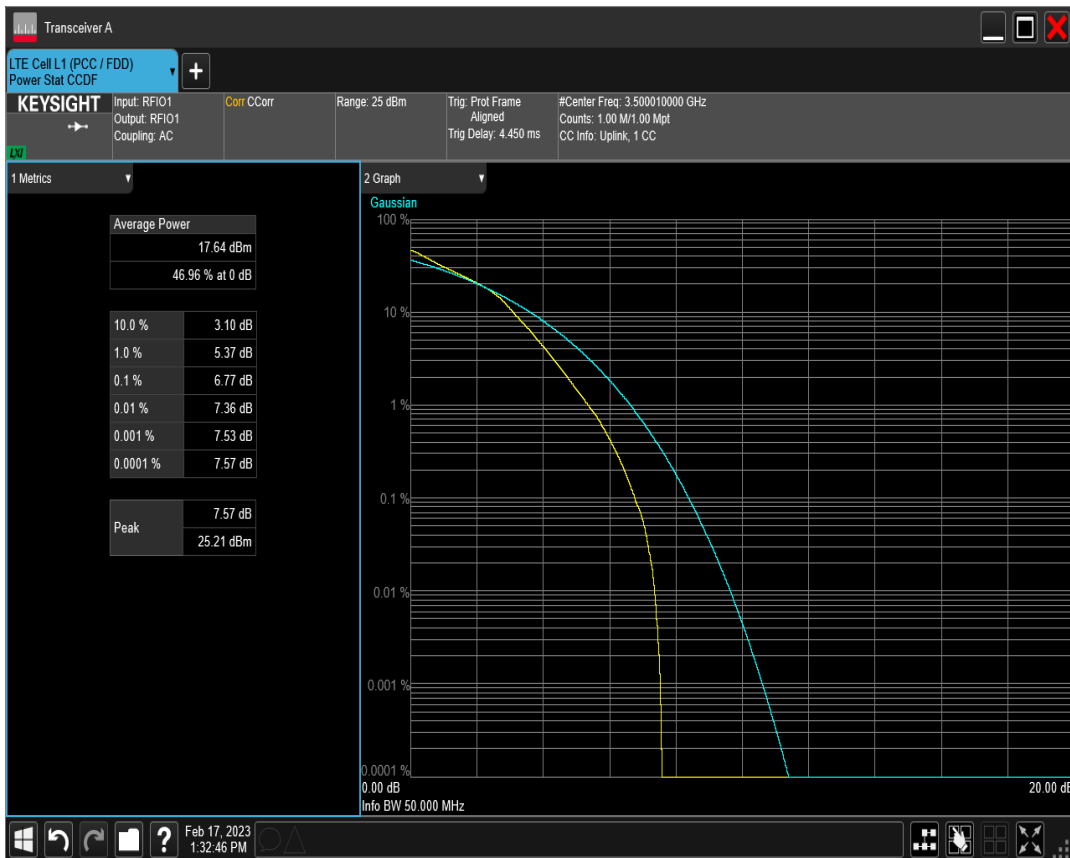 Transceiver A
LTE Cell L1 (PCC / FDD)
Power Stat CCDF
KEYSIGHT
LXI
Input: RFIO1
Output: RFIO1
Coupling: AC
Corr CCorr
Range: 25 dBm
Trig: Prot Frame
Aligned
Trig Delay: 4.450 ms
#Center Freq: 3.500010000 GHz
Counts: 1.00 M/1.00 Mpt
CC Info: Uplink, 1 CC
1 Metrics
Average Power
17.64 dBm
46.96 % at 0 dB
10.0 % 3.10 dB
1.0 % 5.37 dB
0.1 % 6.77 dB
0.01 % 7.36 dB
0.001 % 7.53 dB
0.0001 % 7.57 dB
Peak
7.57 dB
25.21 dBm
2 Graph
Gaussian
100 %
10 %
1 %
0.1 %
0.01 %
0.001 %
0.0001 %
0.00 dB 20.00 dB
Info BW 50.000 MHz
Feb 17, 2023
1:32:46 PM